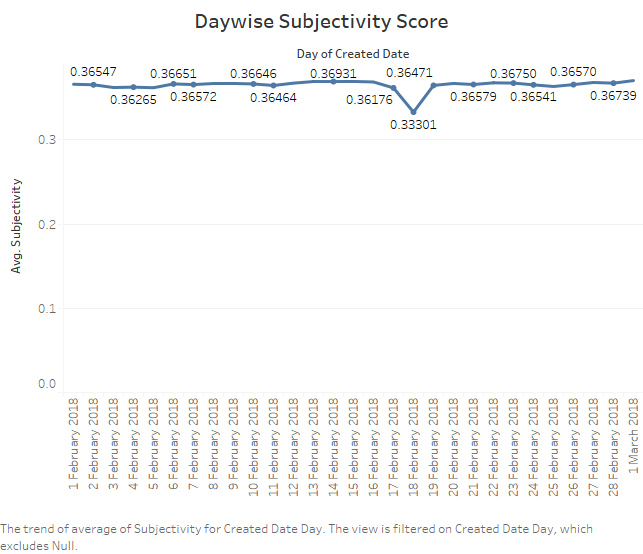 Daywise Subjectivity Score
Day of Created Date
0.36547 0.36651 0.36646 0.36931 0.36471 0.36750 0.36570
0.36265 0.36572 0.36464 0.36176 0.36579 0.36541 0.36739
0.33301
Avg. Subjectivity
0.3
0.2
0.1
0.0
1 February 2018
2 February 2018
3 February 2018
4 February 2018
5 February 2018
6 February 2018
7 February 2018
8 February 2018
9 February 2018
10 February 2018
11 February 2018
12 February 2018
13 February 2018
14 February 2018
15 February 2018
16 February 2018
17 February 2018
18 February 2018
19 February 2018
20 February 2018
21 February 2018
22 February 2018
23 February 2018
24 February 2018
25 February 2018
26 February 2018
27 February 2018
28 February 2018
1 March 2018
The trend of average of Subjectivity for Created Date Day. The view is filtered on Created Date Day, which
excludes Null.